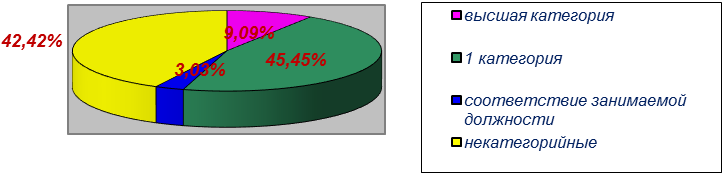 42,42%
9,09%
3,03%
45,45%
высшая категория
1 категория
соответствие занимаемой
должности
некатегорийные